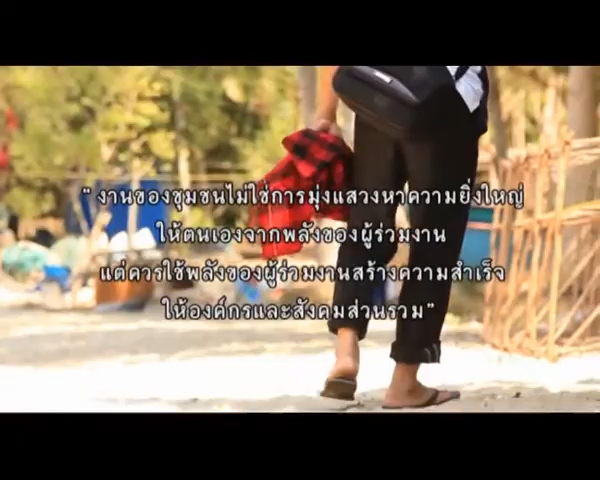 “ งานของชุมชนไม่ใช่การมุ่งแสวงหาความยิ่งใหญ่
ให้ตนเองจากพลังของผู้ร่วมงาน
แต่ควรใช้พลังของผู้ร่วมงานสร้างความสำเร็จ
ให้องค์กรและสังคมส่วนรวม”